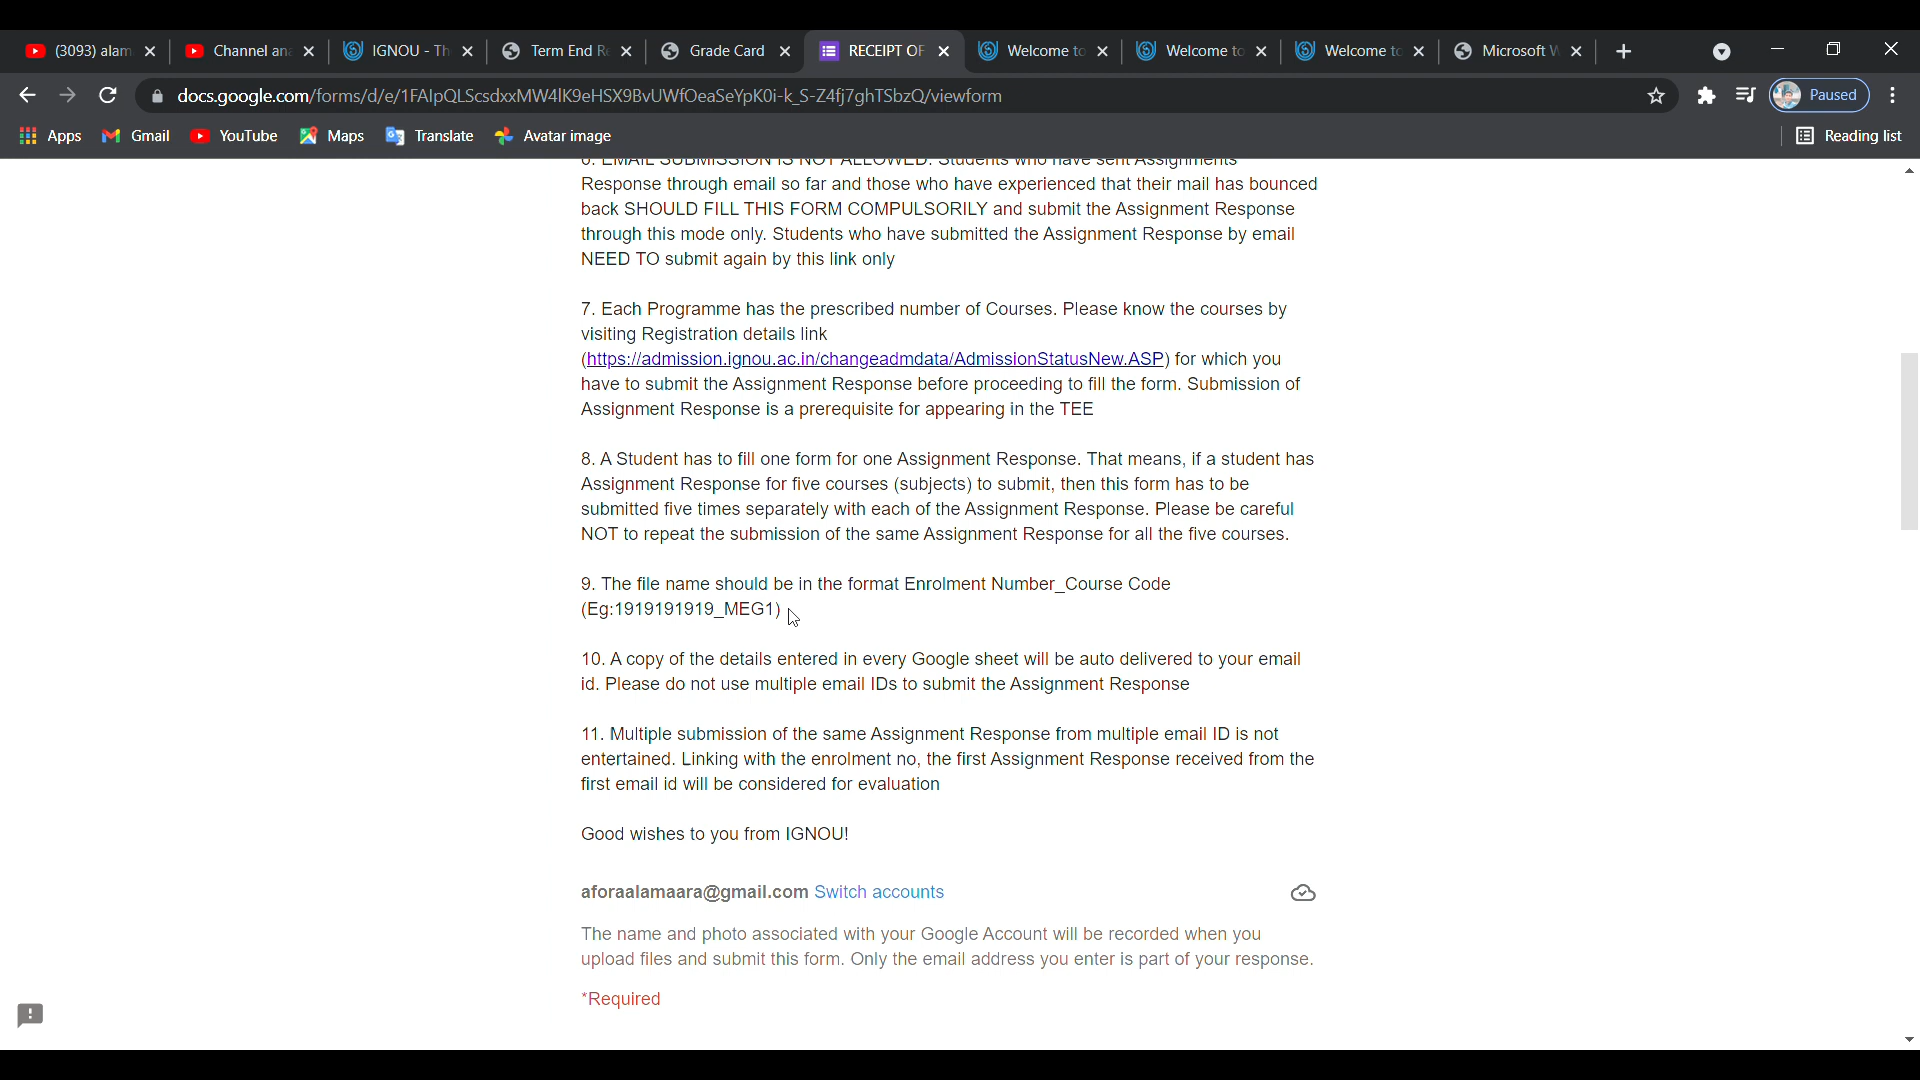 (3093) alam
Channel an
IGNOU - Th
Term End Re
Grade Card
RECEIPT OF
Welcome to
Welcome to
Welcome to
Microsoft W
docs.google.com/forms/d/e/1FAIpQLScsdxxMW4lK9eHSX9BvUWfOeaSeYpK0i-k_S-Z4fj7ghTSbzQ/viewform
Paused
Apps
Gmail
YouTube
Maps
Translate
Avatar image
Reading list
6. EMAIL SUBMISSION IS NOT ALLOWED. Students who have sent Assignments
Response through email so far and those who have experienced that their mail has bounced
back SHOULD FILL THIS FORM COMPULSORILY and submit the Assignment Response
through this mode only. Students who have submitted the Assignment Response by email
NEED TO submit again by this link only
7. Each Programme has the prescribed number of Courses. Please know the courses by
visiting Registration details link
(https://admission.ignou.ac.in/changeadmdata/AdmissionStatusNew.ASP) for which you
have to submit the Assignment Response before proceeding to fill the form. Submission of
Assignment Response is a prerequisite for appearing in the TEE
8. A Student has to fill one form for one Assignment Response. That means, if a student has
Assignment Response for five courses (subjects) to submit, then this form has to be
submitted five times separately with each of the Assignment Response. Please be careful
NOT to repeat the submission of the same Assignment Response for all the five courses.
9. The file name should be in the format Enrolment Number_Course Code
(Eg:1919191919_MEG1)
10. A copy of the details entered in every Google sheet will be auto delivered to your email
id. Please do not use multiple email IDs to submit the Assignment Response
11. Multiple submission of the same Assignment Response from multiple email ID is not
entertained. Linking with the enrolment no, the first Assignment Response received from the
first email id will be considered for evaluation
Good wishes to you from IGNOU!
aforaalamaara@gmail.com Switch accounts
The name and photo associated with your Google Account will be recorded when you
upload files and submit this form. Only the email address you enter is part of your response.
*Required